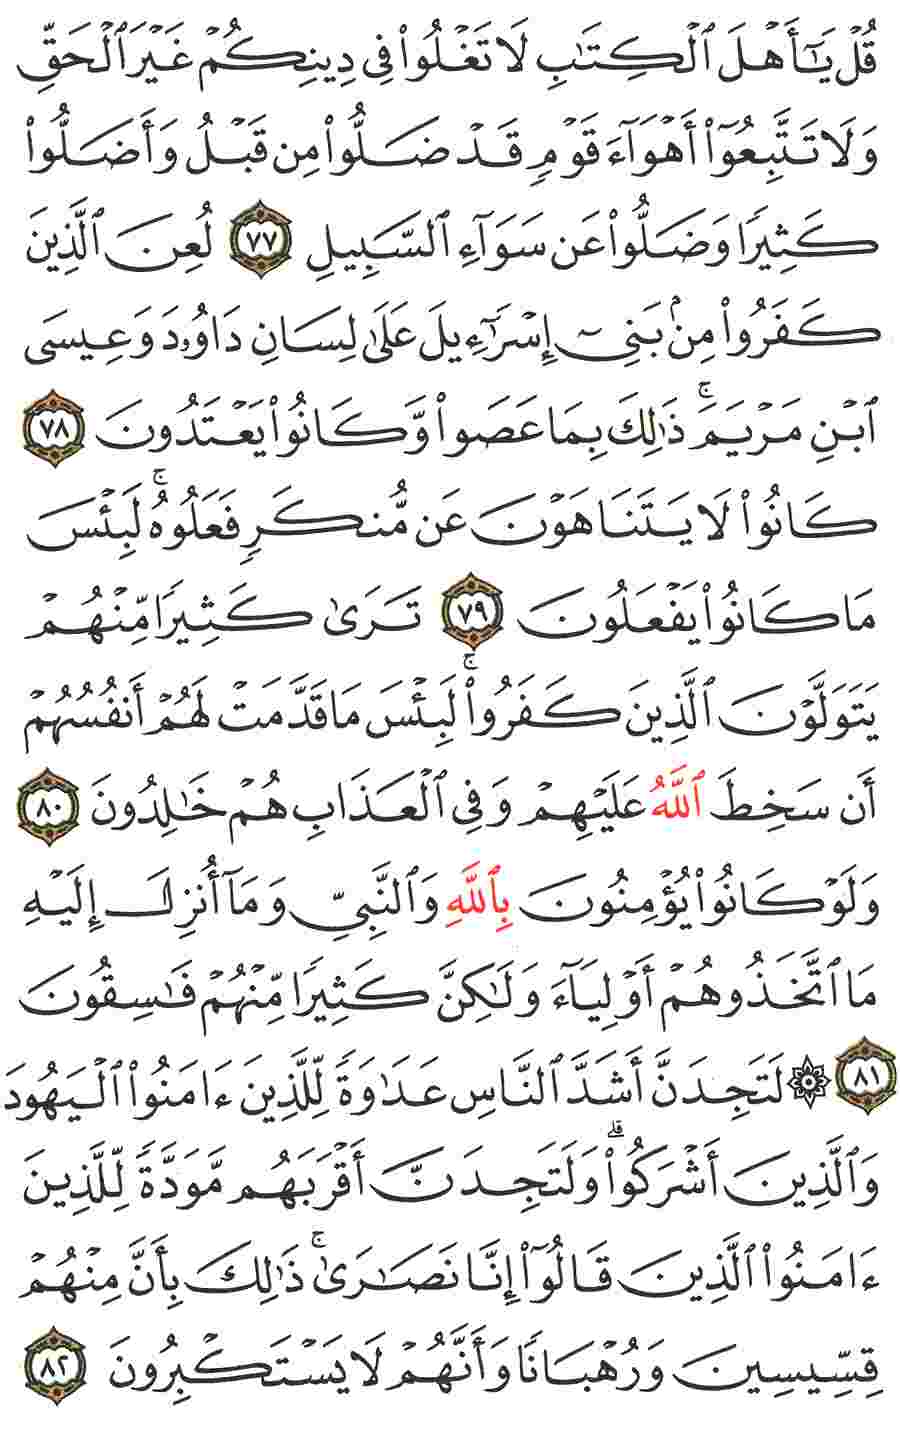 قُلْ يَـٰٓأَهْلَ ٱلْكِتَـٰبِ لَا تَغْلُوا۟ فِى دِينِكُمْ غَيْرَ ٱلْحَقِّ
وَلَا تَتَّبِعُوٓا۟ أَهْوَآءَ قَوْمٍ قَدْ ضَلُّوا۟ مِن قَبْلُ وَأَضَلُّوا۟
كَثِيرًا وَضَلُّوا۟ عَن سَوَآءِ ٱلسَّبِيلِ ٧٧ لُعِنَ ٱلَّذِينَ
كَفَرُوا۟ مِنۢ بَنِىٓ إِسْرَٰٓءِيلَ عَلَىٰ لِسَانِ دَاوُۥدَ وَعِيسَى
ٱبْنِ مَرْيَمَ ۚ ذَٰلِكَ بِمَا عَصَوا۟ وَّكَانُوا۟ يَعْتَدُونَ ٧٨
كَانُوا۟ لَا يَتَنَاهَوْنَ عَن مُّنكَرٍ فَعَلُوهُ ۚ لَبِئْسَ
مَا كَانُوا۟ يَفْعَلُونَ ٧٩ تَرَىٰ كَثِيرًا مِّنْهُمْ
يَتَوَلَّوْنَ ٱلَّذِينَ كَفَرُوا۟ ۚ لَبِئْسَ مَا قَدَّمَتْ لَهُمْ أَنفُسُهُمْ
أَن سَخِطَ ٱللَّهُ عَلَيْهِمْ وَفِى ٱلْعَذَابِ هُمْ خَـٰلِدُونَ ٨٠
وَلَوْ كَانُوا۟ يُؤْمِنُونَ بِٱللَّهِ وَٱلنَّبِىِّ وَمَآ أُنزِلَ إِلَيْهِ
مَا ٱتَّخَذُوهُمْ أَوْلِيَآءَ وَلَـٰكِنَّ كَثِيرًا مِّنْهُمْ فَـٰسِقُونَ
٨١ ۞ لَتَجِدَنَّ أَشَدَّ ٱلنَّاسِ عَدَٰوَةً لِّلَّذِينَ ءَامَنُوا۟ ٱلْيَهُودَ
وَٱلَّذِينَ أَشْرَكُوا۟ ۖ وَلَتَجِدَنَّ أَقْرَبَهُم مَّوَدَّةً لِّلَّذِينَ
ءَامَنُوا۟ ٱلَّذِينَ قَالُوٓا۟ إِنَّا نَصَـٰرَىٰ ۚ ذَٰلِكَ بِأَنَّ مِنْهُمْ
قِسِّيسِينَ وَرُهْبَانًا وَأَنَّهُمْ لَا يَسْتَكْبِرُونَ ٨٢